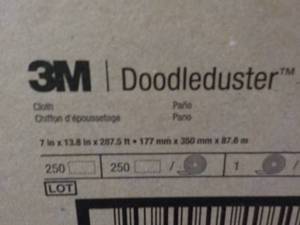 3M | Doodleduster™
Cloth Paño
Chiffon d'époussetage Pano
7 in x 13.8 in x 287.5 ft • 177 mm x 350 mm x 87.6 m
250 250 / 1 /
LOT